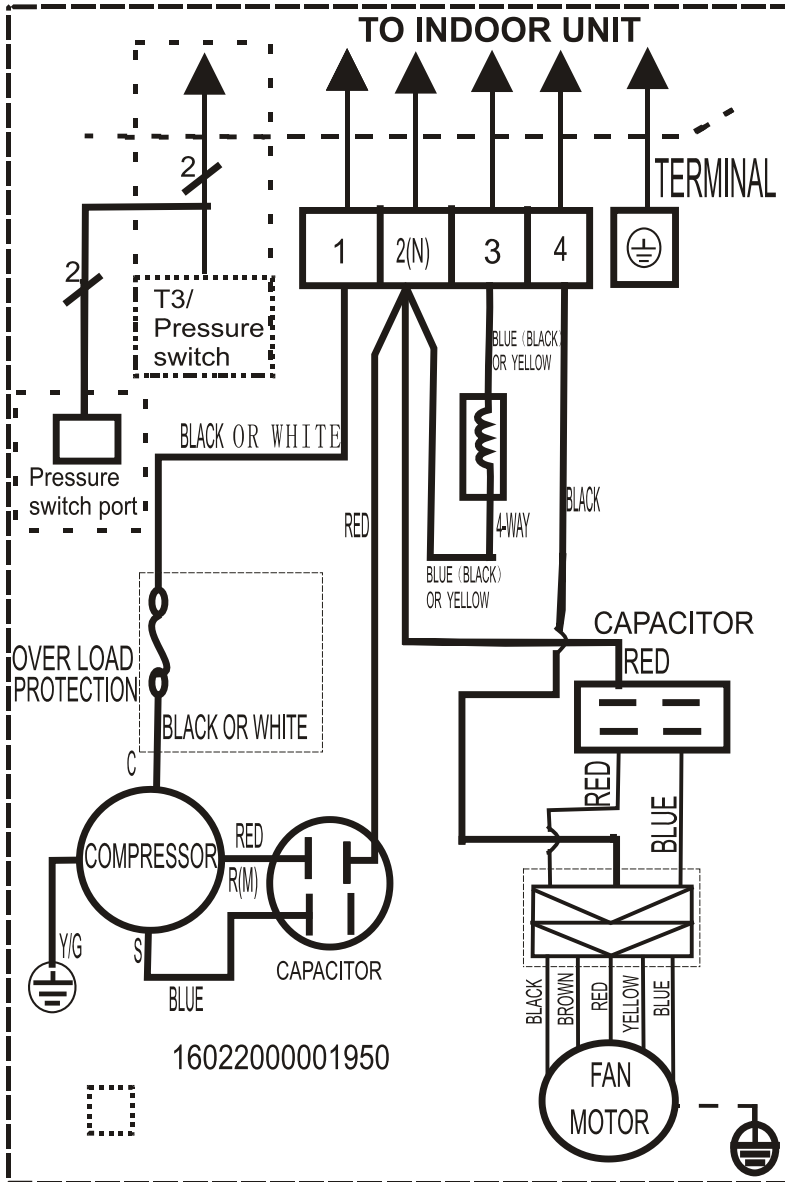 TO INDOOR UNIT
2
TERMINAL
1
2(N)
3
4
2
T3/
Pressure
switch
BLUE (BLACK)
OR YELLOW
BLACK OR WHITE
Pressure
switch port
RED
4-WAY
BLACK
BLUE (BLACK)
OR YELLOW
CAPACITOR
RED
OVER LOAD
PROTECTION
BLACK OR WHITE
C
RED
BLUE
COMPRESSOR
RED
R(M)
Y/G
S
BLUE
CAPACITOR
BLACK
BROWN
RED
YELLOW
BLUE
16022000001950
FAN
MOTOR